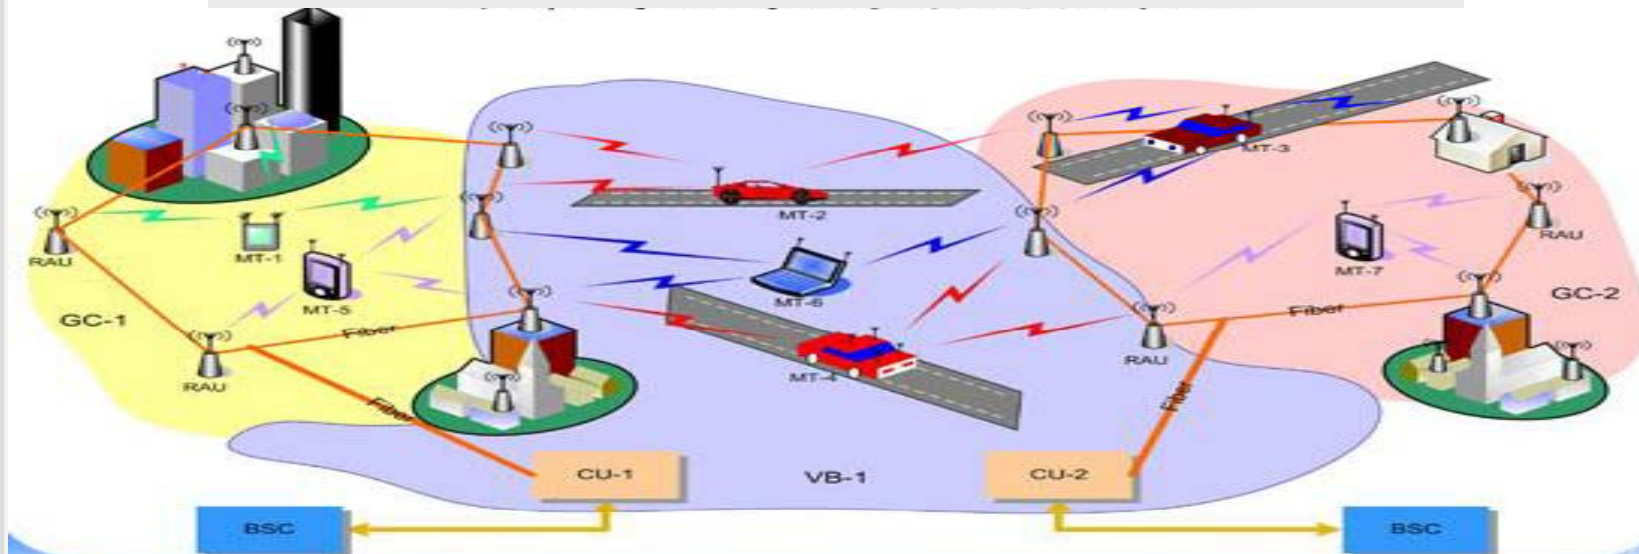 MT-3
MT-2
RAU
MT-1
RAU
MT-7
MT-5
MT-6
GC-1
Fiber
Fiber
GC-2
RAU
RAU
MT-4
Fiber
Fiber
CU-1
VB-1
CU-2
BSC
BSC